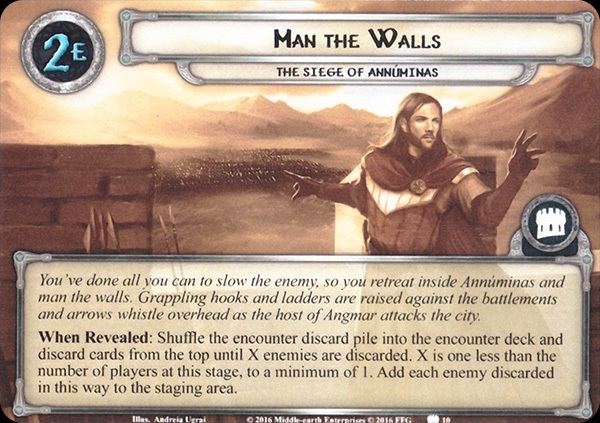 2E
MAN THE WALLS
THE SIEGE OF ANNÚMINAS
You've done all you can to slow the enemy, so you retreat inside Annúminas and
man the walls. Grappling hooks and ladders are raised against the battlements
and arrows whistle overhead as the host of Angmar attacks the city.
When Revealed: Shuffle the encounter discard pile into the encounter deck and
discard cards from the top until X enemies are discarded. X is one less than the
number of players at this stage, to a minimum of 1. Add each enemy discarded
in this way to the staging area.
Illus. Andreia Ugrai © 2016 Middle-earth Enterprises © 2016 FFG 10